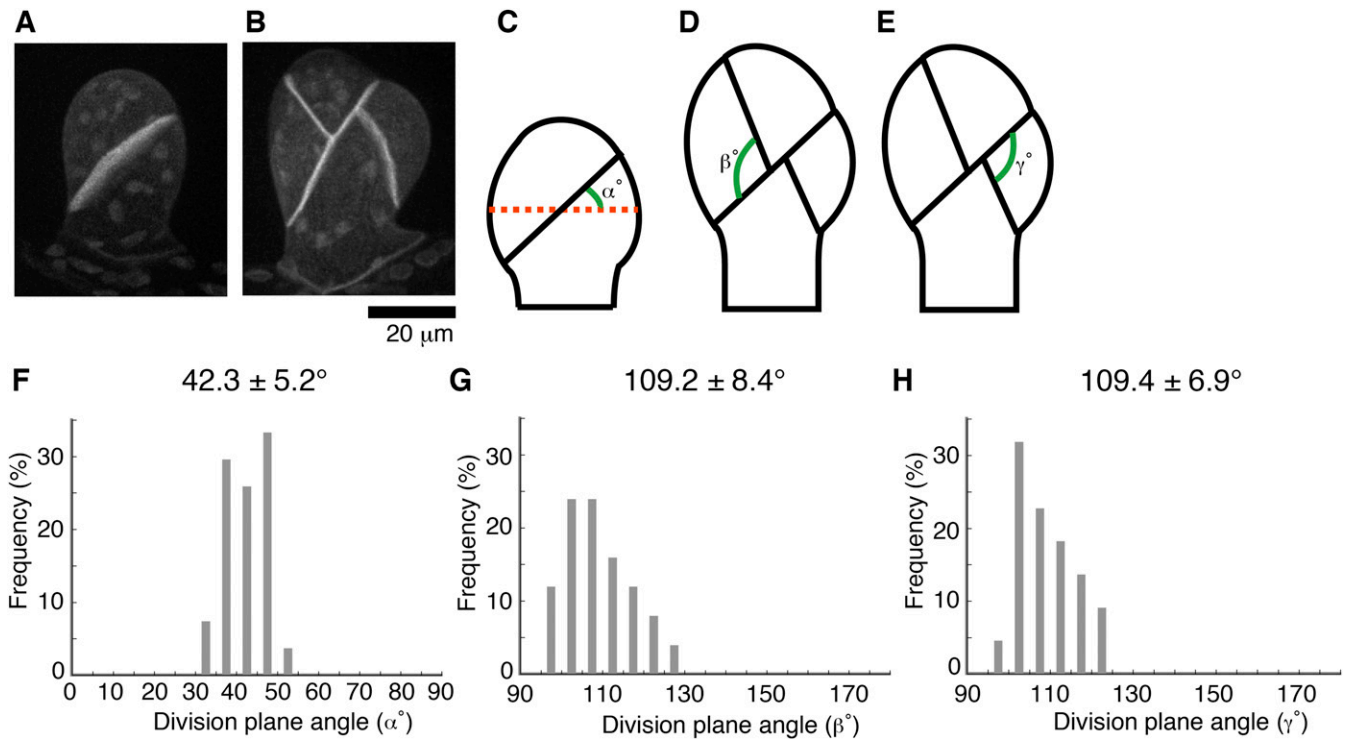 A B C D E
α°
β°
γ°
20 μm
F 42.3 ± 5.2°
G 109.2 ± 8.4°
H 109.4 ± 6.9°
Frequency (%)
30
20
10
0
0 10 20 30 40 50 60 70 80 90
Division plane angle (α°)
Frequency (%)
30
20
10
0
90 110 130 150 170
Division plane angle (β°)
Frequency (%)
30
20
10
0
90 110 130 150 170
Division plane angle (γ°)